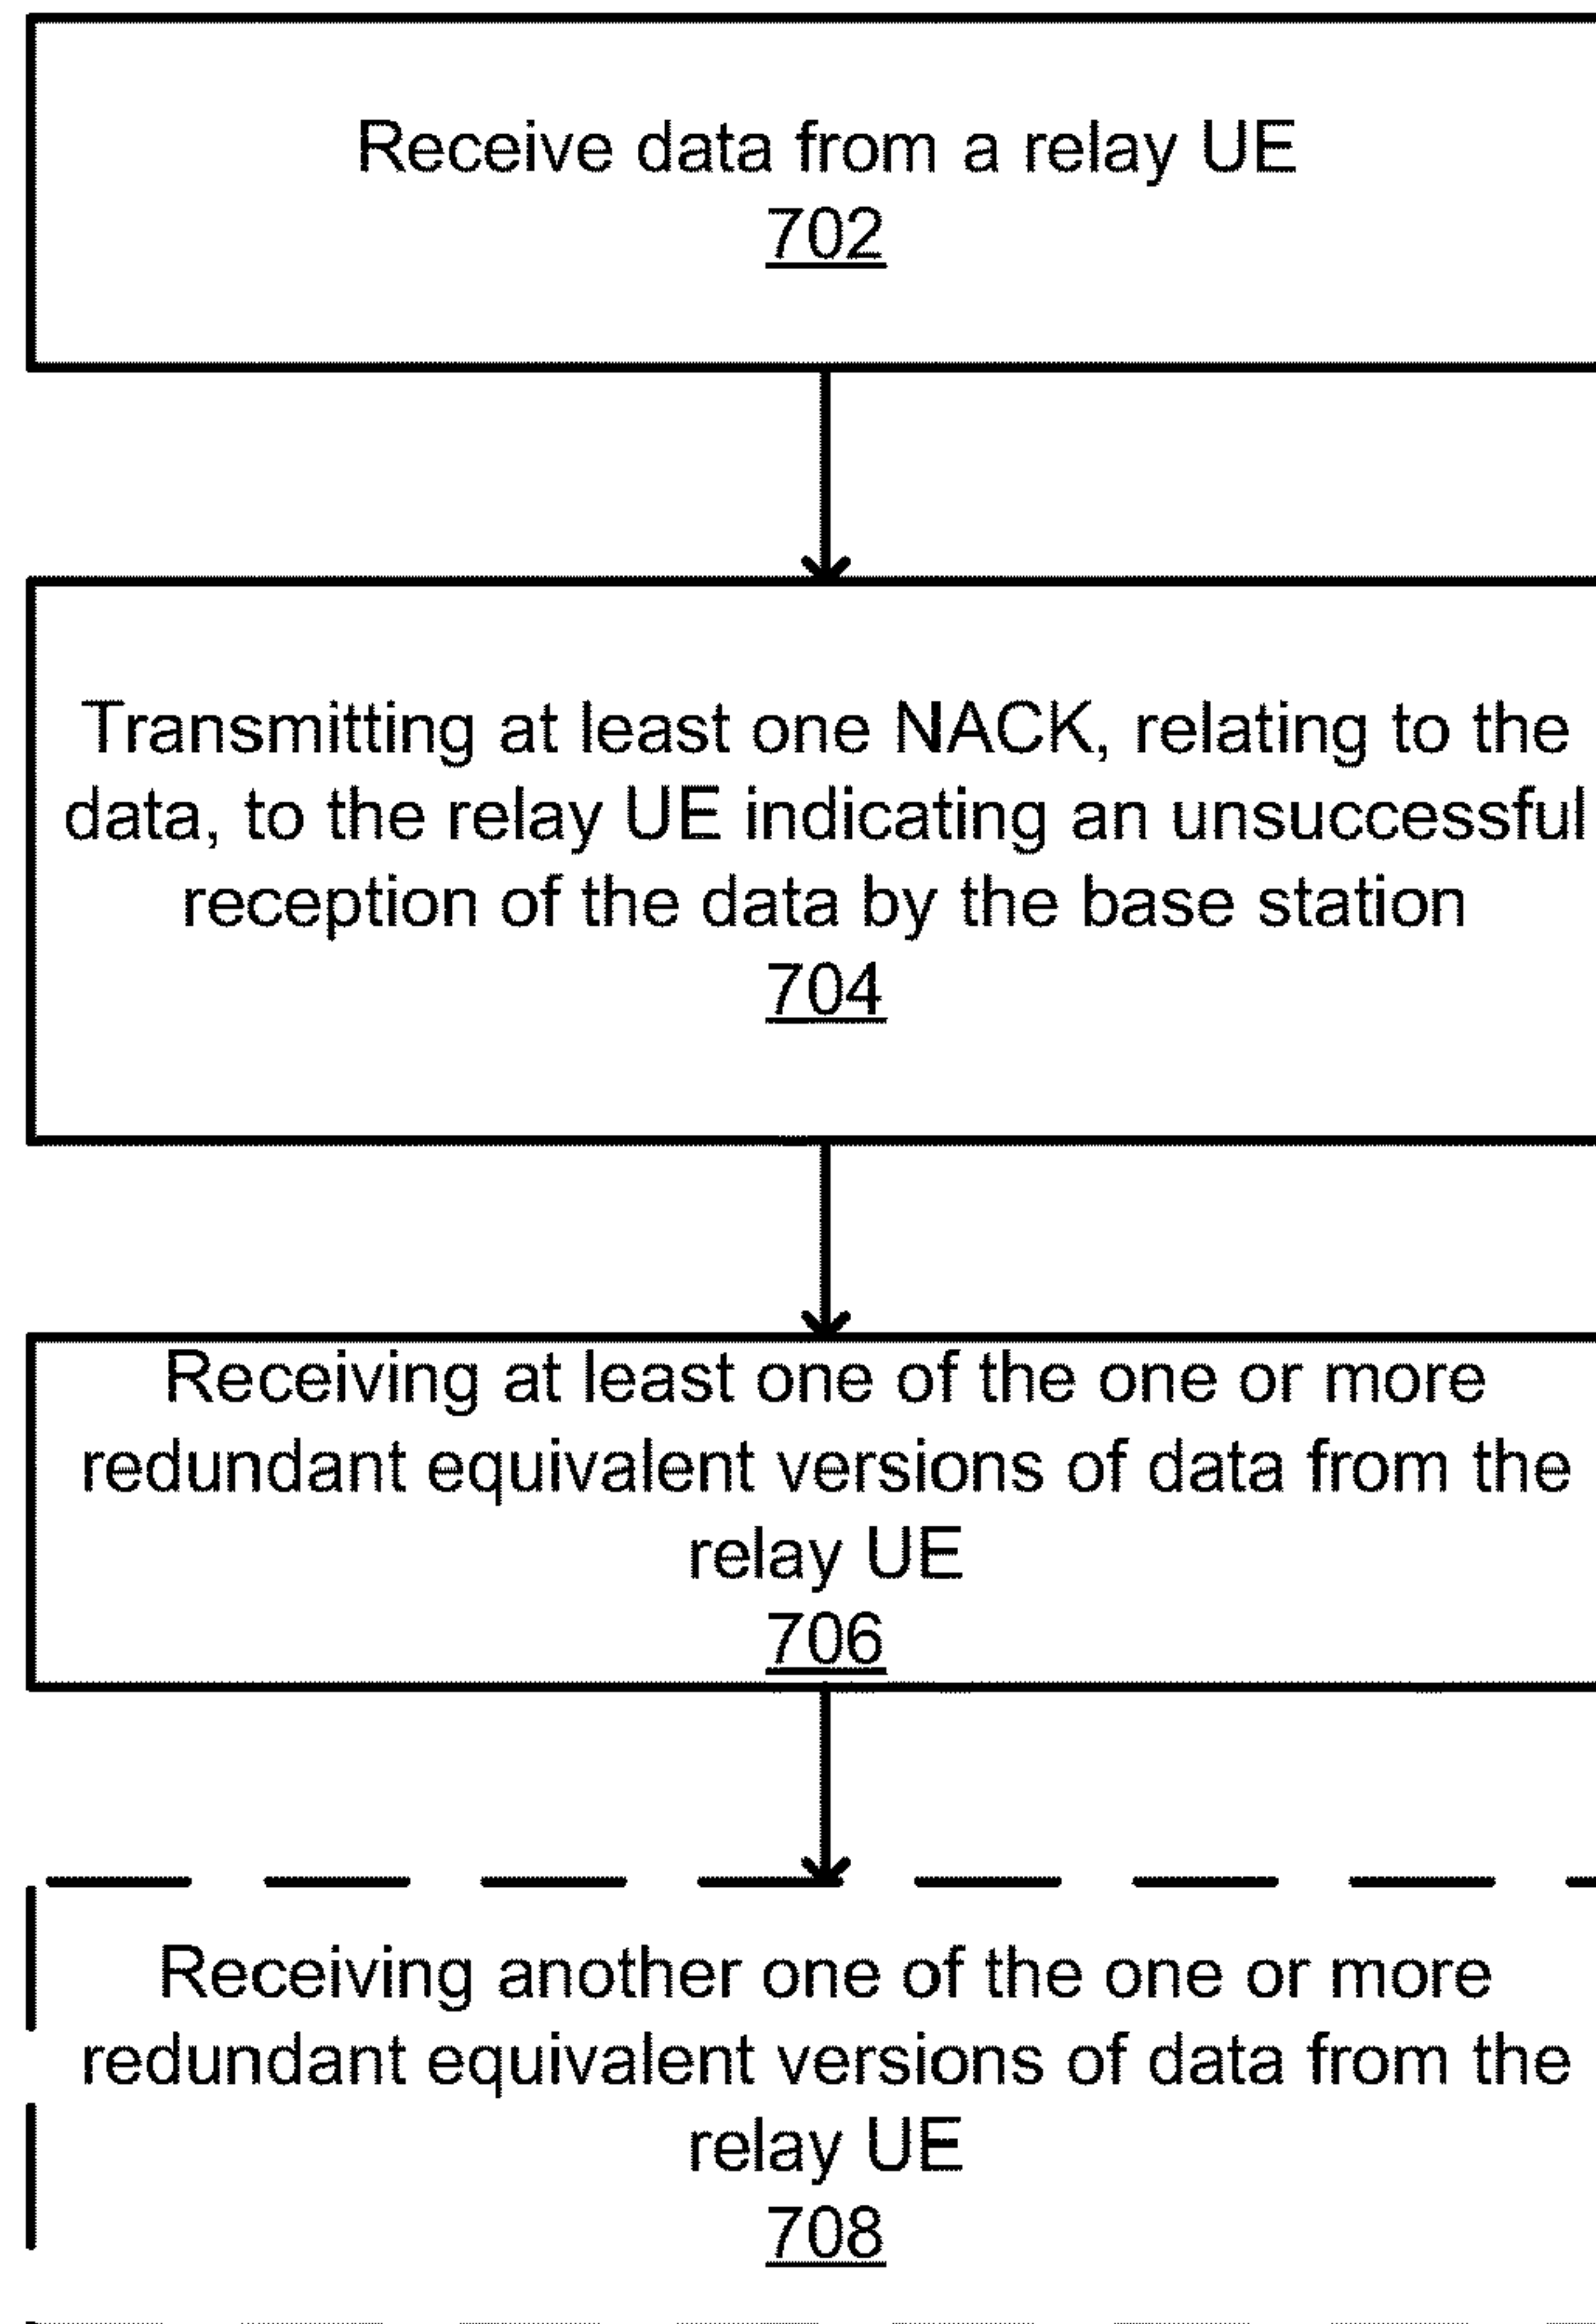 Receive data from a relay UE
702
Transmitting at least one NACK, relating to the
data, to the relay UE indicating an unsuccessful
reception of the data by the base station
704
Receiving at least one of the one or more
redundant equivalent versions of data from the
relay UE
706
Receiving another one of the one or more
redundant equivalent versions of data from the
relay UE
708